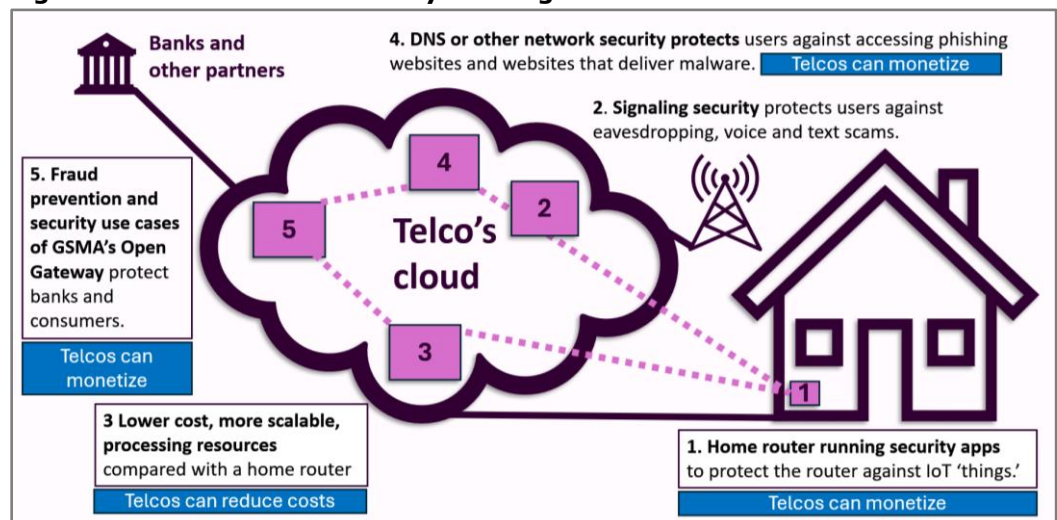 Banks and
other partners
4. DNS or other network security protects users against accessing phishing
websites and websites that deliver malware. Telcos can monetize
2. Signaling security protects users against
eavesdropping, voice and text scams.
5. Fraud
prevention and
security use cases
of GSMA's Open
Gateway protect
banks and
consumers.
Telcos can
monetize
4
2
5
Telco's
cloud
3
1
3 Lower cost, more scalable,
processing resources
compared with a home router
Telcos can reduce costs
1. Home router running security apps
to protect the router against IoT 'things.'
Telcos can monetize